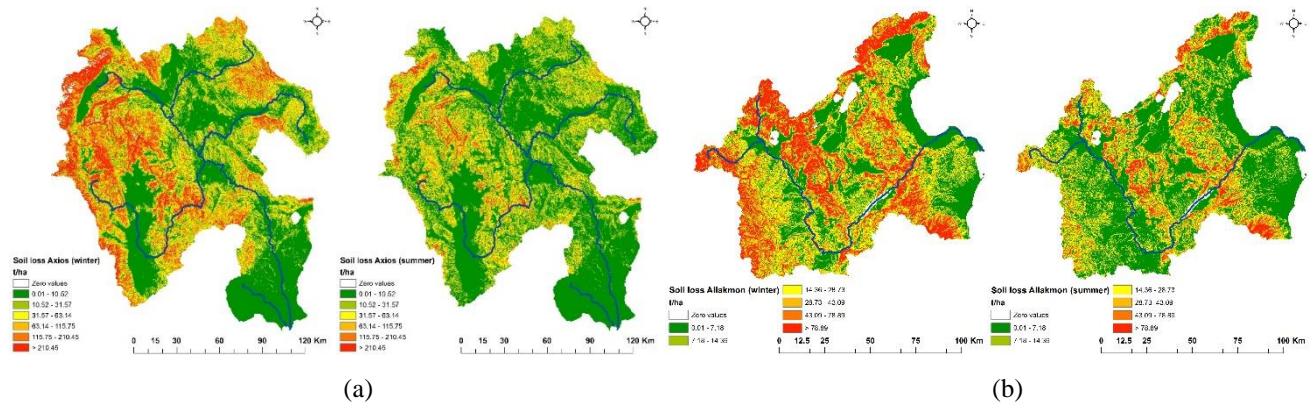 Soil loss Axios (winter)
t/ha
Zero values
0.01 - 10.52
10.52 - 31.57
31.57 - 63.14
63.14 - 115.75
115.75 - 210.45
> 210.45
0 15 30 60 90 120 Km
Soil loss Axios (summer)
t/ha
Zero values
0.01 - 10.52
10.52 - 31.57
31.57 - 63.14
63.14 - 115.75
115.75 - 210.45
> 210.45
0 15 30 60 90 120 Km
(a)
Soil loss Aliakmon (winter)
t/ha
Zero values
0.01 - 7.18
7.18 - 14.36
14.36 - 28.73
28.73 - 43.09
43.09 - 78.89
> 78.89
0 12.5 25 50 75 100 Km
Soil loss Aliakmon (summer)
t/ha
Zero values
0.01 - 7.18
7.18 - 14.36
14.36 - 28.73
28.73 - 43.09
43.09 - 78.89
> 78.89
0 12.5 25 50 75 100 Km
(b)